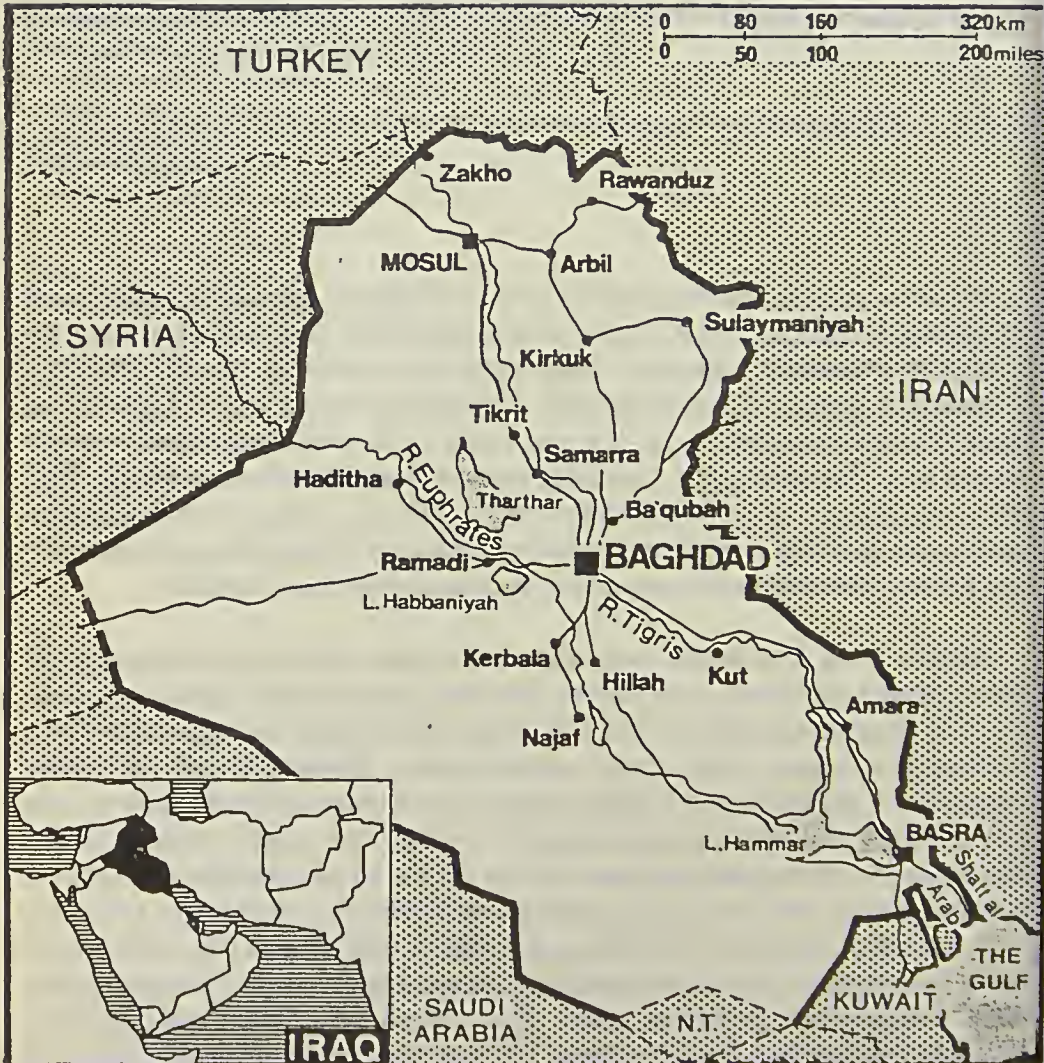 0 80 160 320km
0 50 100 200miles
TURKEY
Zakho
Rawanduz
MOSUL
Arbil
SYRIA
Sulaymaniyah
Kirkuk
IRAN
Tikrit
Samarra
Haditha
R.Euphrates
Tharthar
Ba'qubah
BAGHDAD
Ramadi
L.Habbaniyah
R.Tigris
Kerbala
Hillah
Kut
Najaf
Amara
L.Hammar
BASRA
Shatt al
Arab
THE
GULF
KUWAIT
SAUDI
ARABIA
N.T.
IRAQ